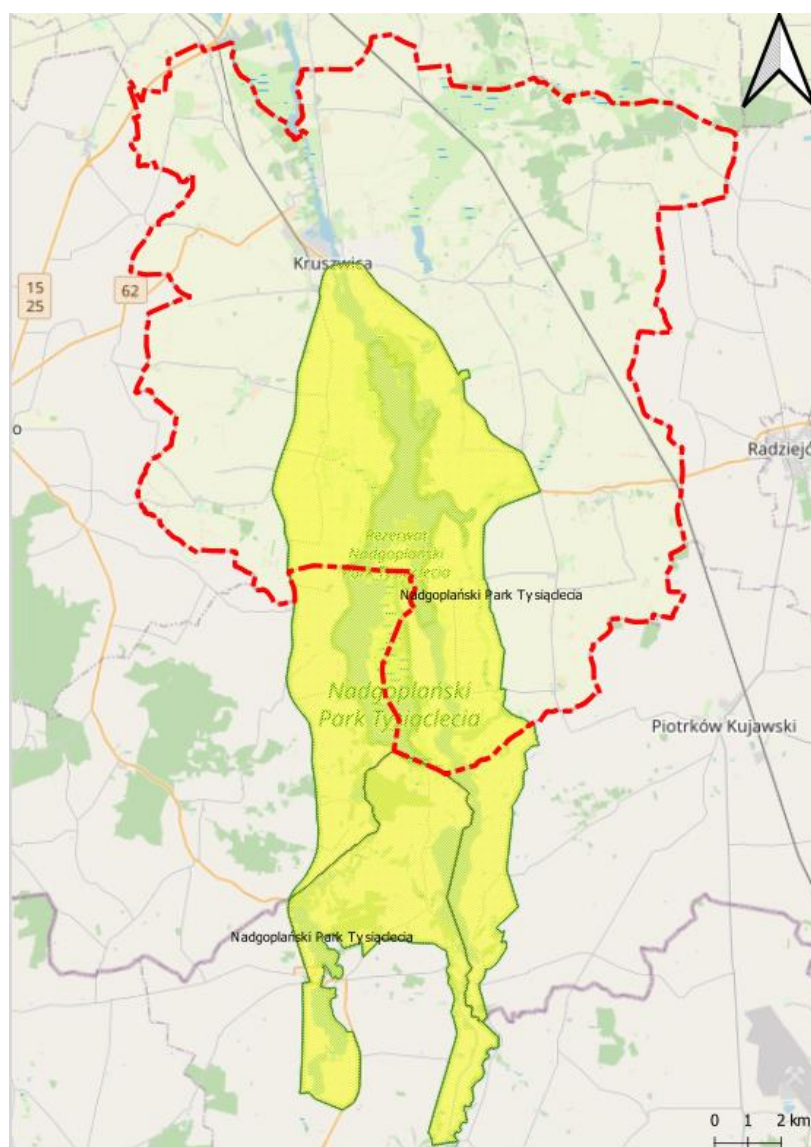 Kruszwica
15
25
62
o
Radziejó
Rezerwat
Nadgoplański
Park Tysiąclecia
Nadgoplański Park Tysiąclecia
Nadgoplański
Park Tysiąclecia
Piotrków Kujawski
Nadgoplański Park Tysiąclecia
0 1 2 km